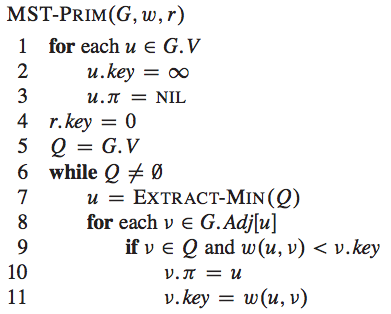 MST-PRIM(G, w, r)
1 for each u ∈ G.V
2 u.key = ∞
3 u.π = NIL
4 r.key = 0
5 Q = G.V
6 while Q ≠ ∅
7 u = EXTRACT-MIN(Q)
8 for each v ∈ G.Adj[u]
9 if v ∈ Q and w(u, v) < v.key
10 v.π = u
11 v.key = w(u, v)